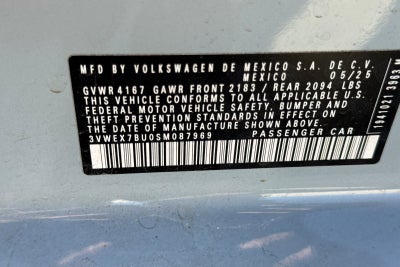 MFD BY VOLKSWAGEN DE MEXICO S.A. DE C.V.
MEXICO 05/25
GVWR4167 GAWR FRONT 2183 / REAR 2094 LBS
THIS VEHICLE CONFORMS TO ALL APPLICABLE U.S.
FEDERAL MOTOR VEHICLE SAFETY, BUMPER AND
THEFT PREVENTION STANDARDS IN EFFECT ON
THE DATE OF MANUFACTURE SHOWN ABOVE.
3VWEX7BU0SM087969 PASSENGER CAR